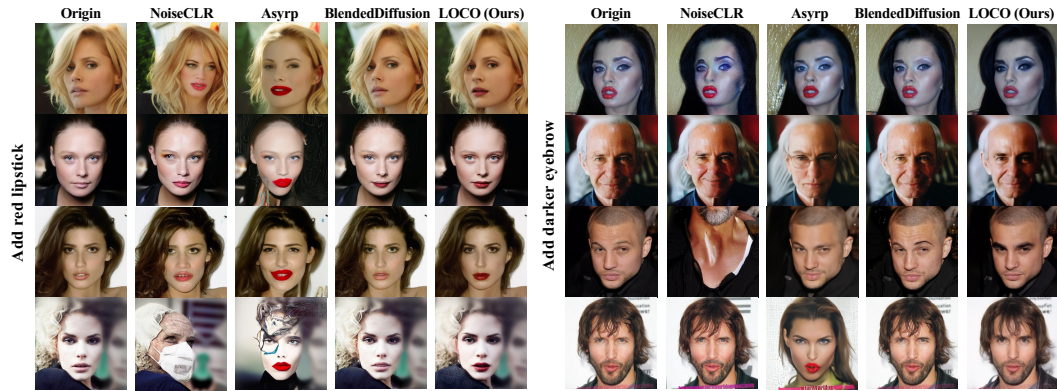 Origin NoiseCLR Asyrp BlendedDiffusion LOCO (Ours)
Add red lipstick
Origin NoiseCLR Asyrp BlendedDiffusion LOCO (Ours)
Add darker eyebrow